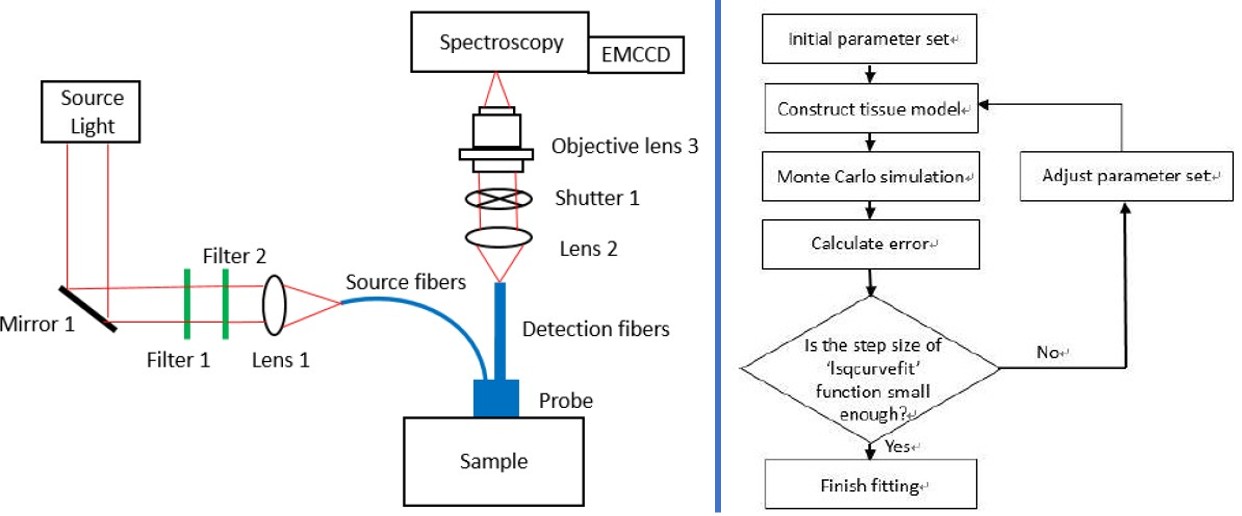 Spectroscopy
EMCCD
Source
Light
Objective lens 3
Shutter 1
Lens 2
Filter 2
Source fibers
Mirror 1
Detection fibers
Filter 1
Lens 1
Probe
Sample
Initial parameter set↵
Construct tissue model↵
Monte Carlo simulation↵
Adjust parameter set↵
Calculate error↵
Is the step size of
‘lsqcurvefit’
function small
enough?↵
No↵
Yes↵
Finish fitting↵